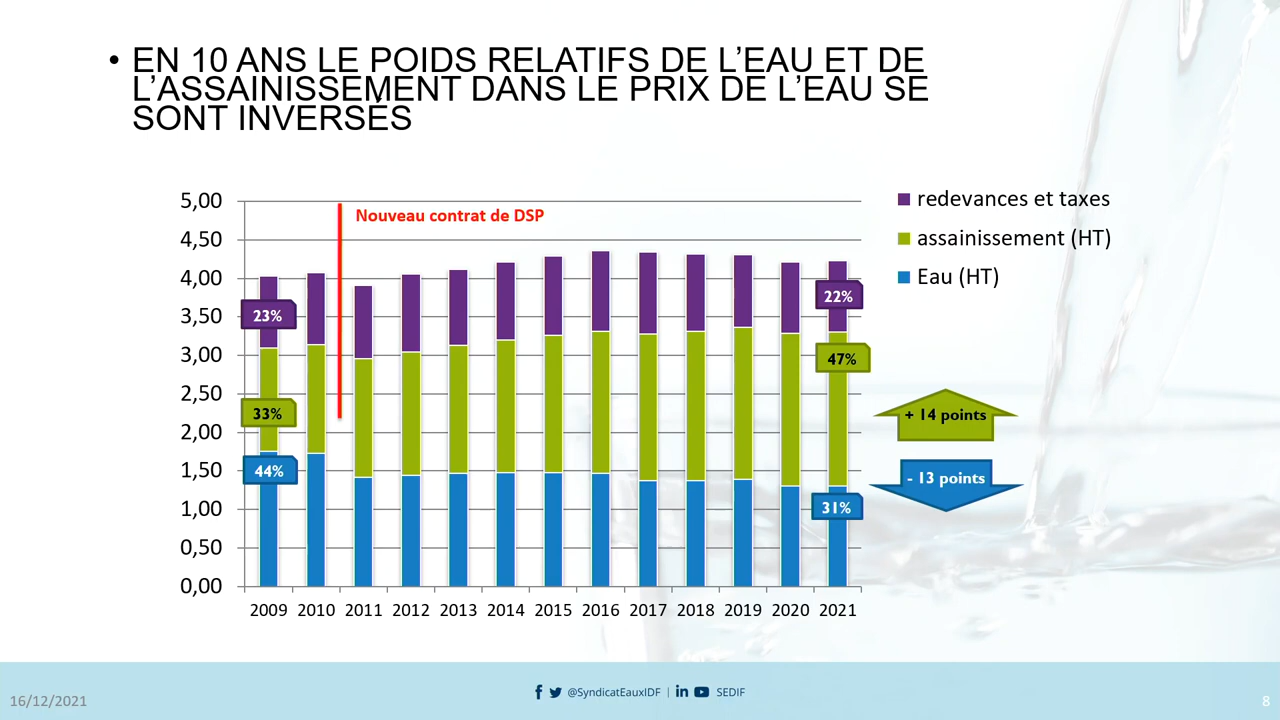 • EN 10 ANS LE POIDS RELATIFS DE L’EAU ET DE
L’ASSAINISSEMENT DANS LE PRIX DE L’EAU SE
SONT INVERSÉS
5,00
4,50
4,00
3,50
3,00
2,50
2,00
1,50
1,00
0,50
0,00
Nouveau contrat de DSP
23%
33%
44%
22%
47%
31%
2009 2010 2011 2012 2013 2014 2015 2016 2017 2018 2019 2020 2021
redevances et taxes
assainissement (HT)
Eau (HT)
+ 14 points
- 13 points
16/12/2021
@SyndicatEauxIDF | SEDIF
8